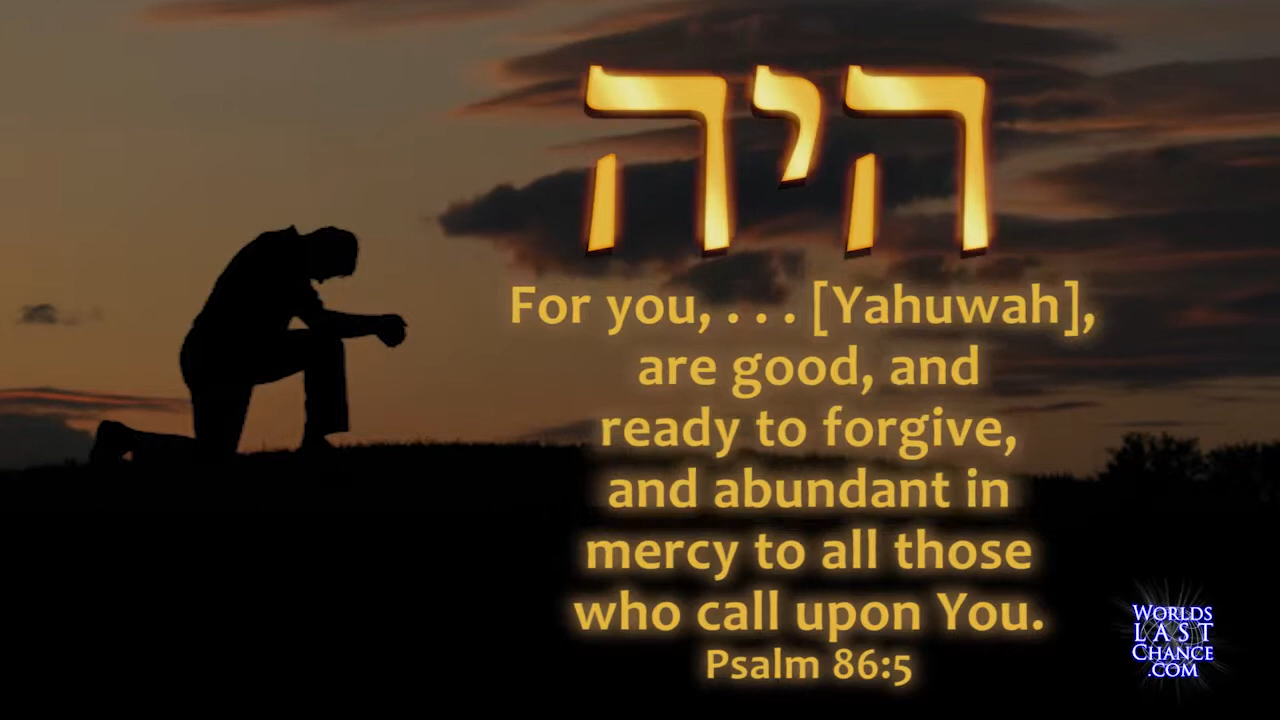 היה
For you, . . . [Yahuwah],
are good, and
ready to forgive,
and abundant in
mercy to all those
who call upon You.
Psalm 86:5
WORLDS
LAST
CHANCE
.COM